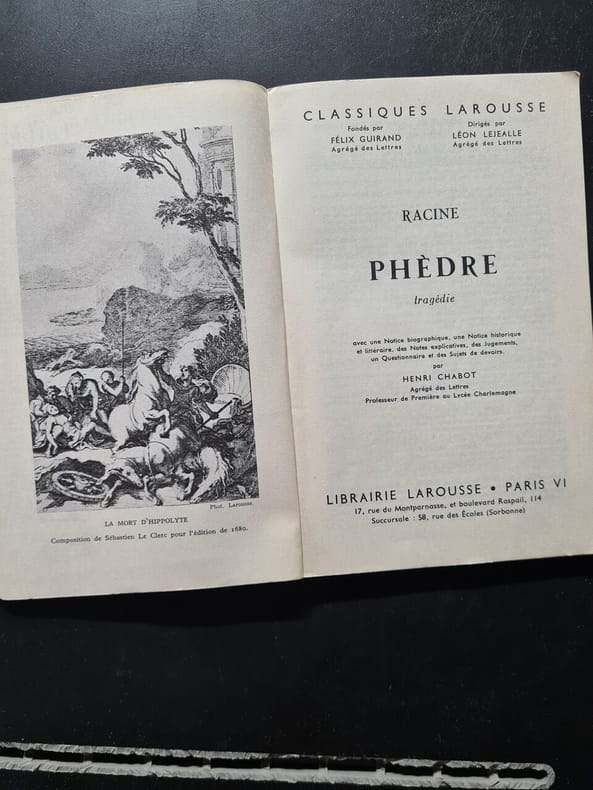 Phot. Larousse.
LA MORT D'HIPPOLYTE
Composition de Sébastien Le Clerc pour l'édition de 1680.
CLASSIQUES LAROUSSE
Fondés par
FÉLIX GUIRAND
Agrégé des Lettres
Dirigés par
LÉON LEJEALLE
Agrégé des Lettres
RACINE
PHÈDRE
tragédie
avec une Notice biographique, une Notice historique
et littéraire, des Notes explicatives, des Jugements,
un Questionnaire et des Sujets de devoirs.
par
HENRI CHABOT
Agrégé des Lettres
Professeur de Première au Lycée Charlemagne
LIBRAIRIE LAROUSSE • PARIS VI
17, rue du Montparnasse, et boulevard Raspail, 114
Succursale : 58, rue des Écoles (Sorbonne)